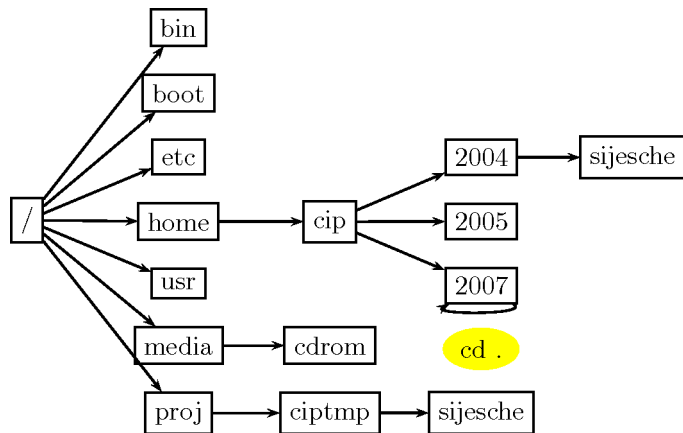 bin
boot
etc
2004
sijesche
/
home
cip
2005
usr
2007
media
cdrom
cd .
proj
ciptmp
sijesche